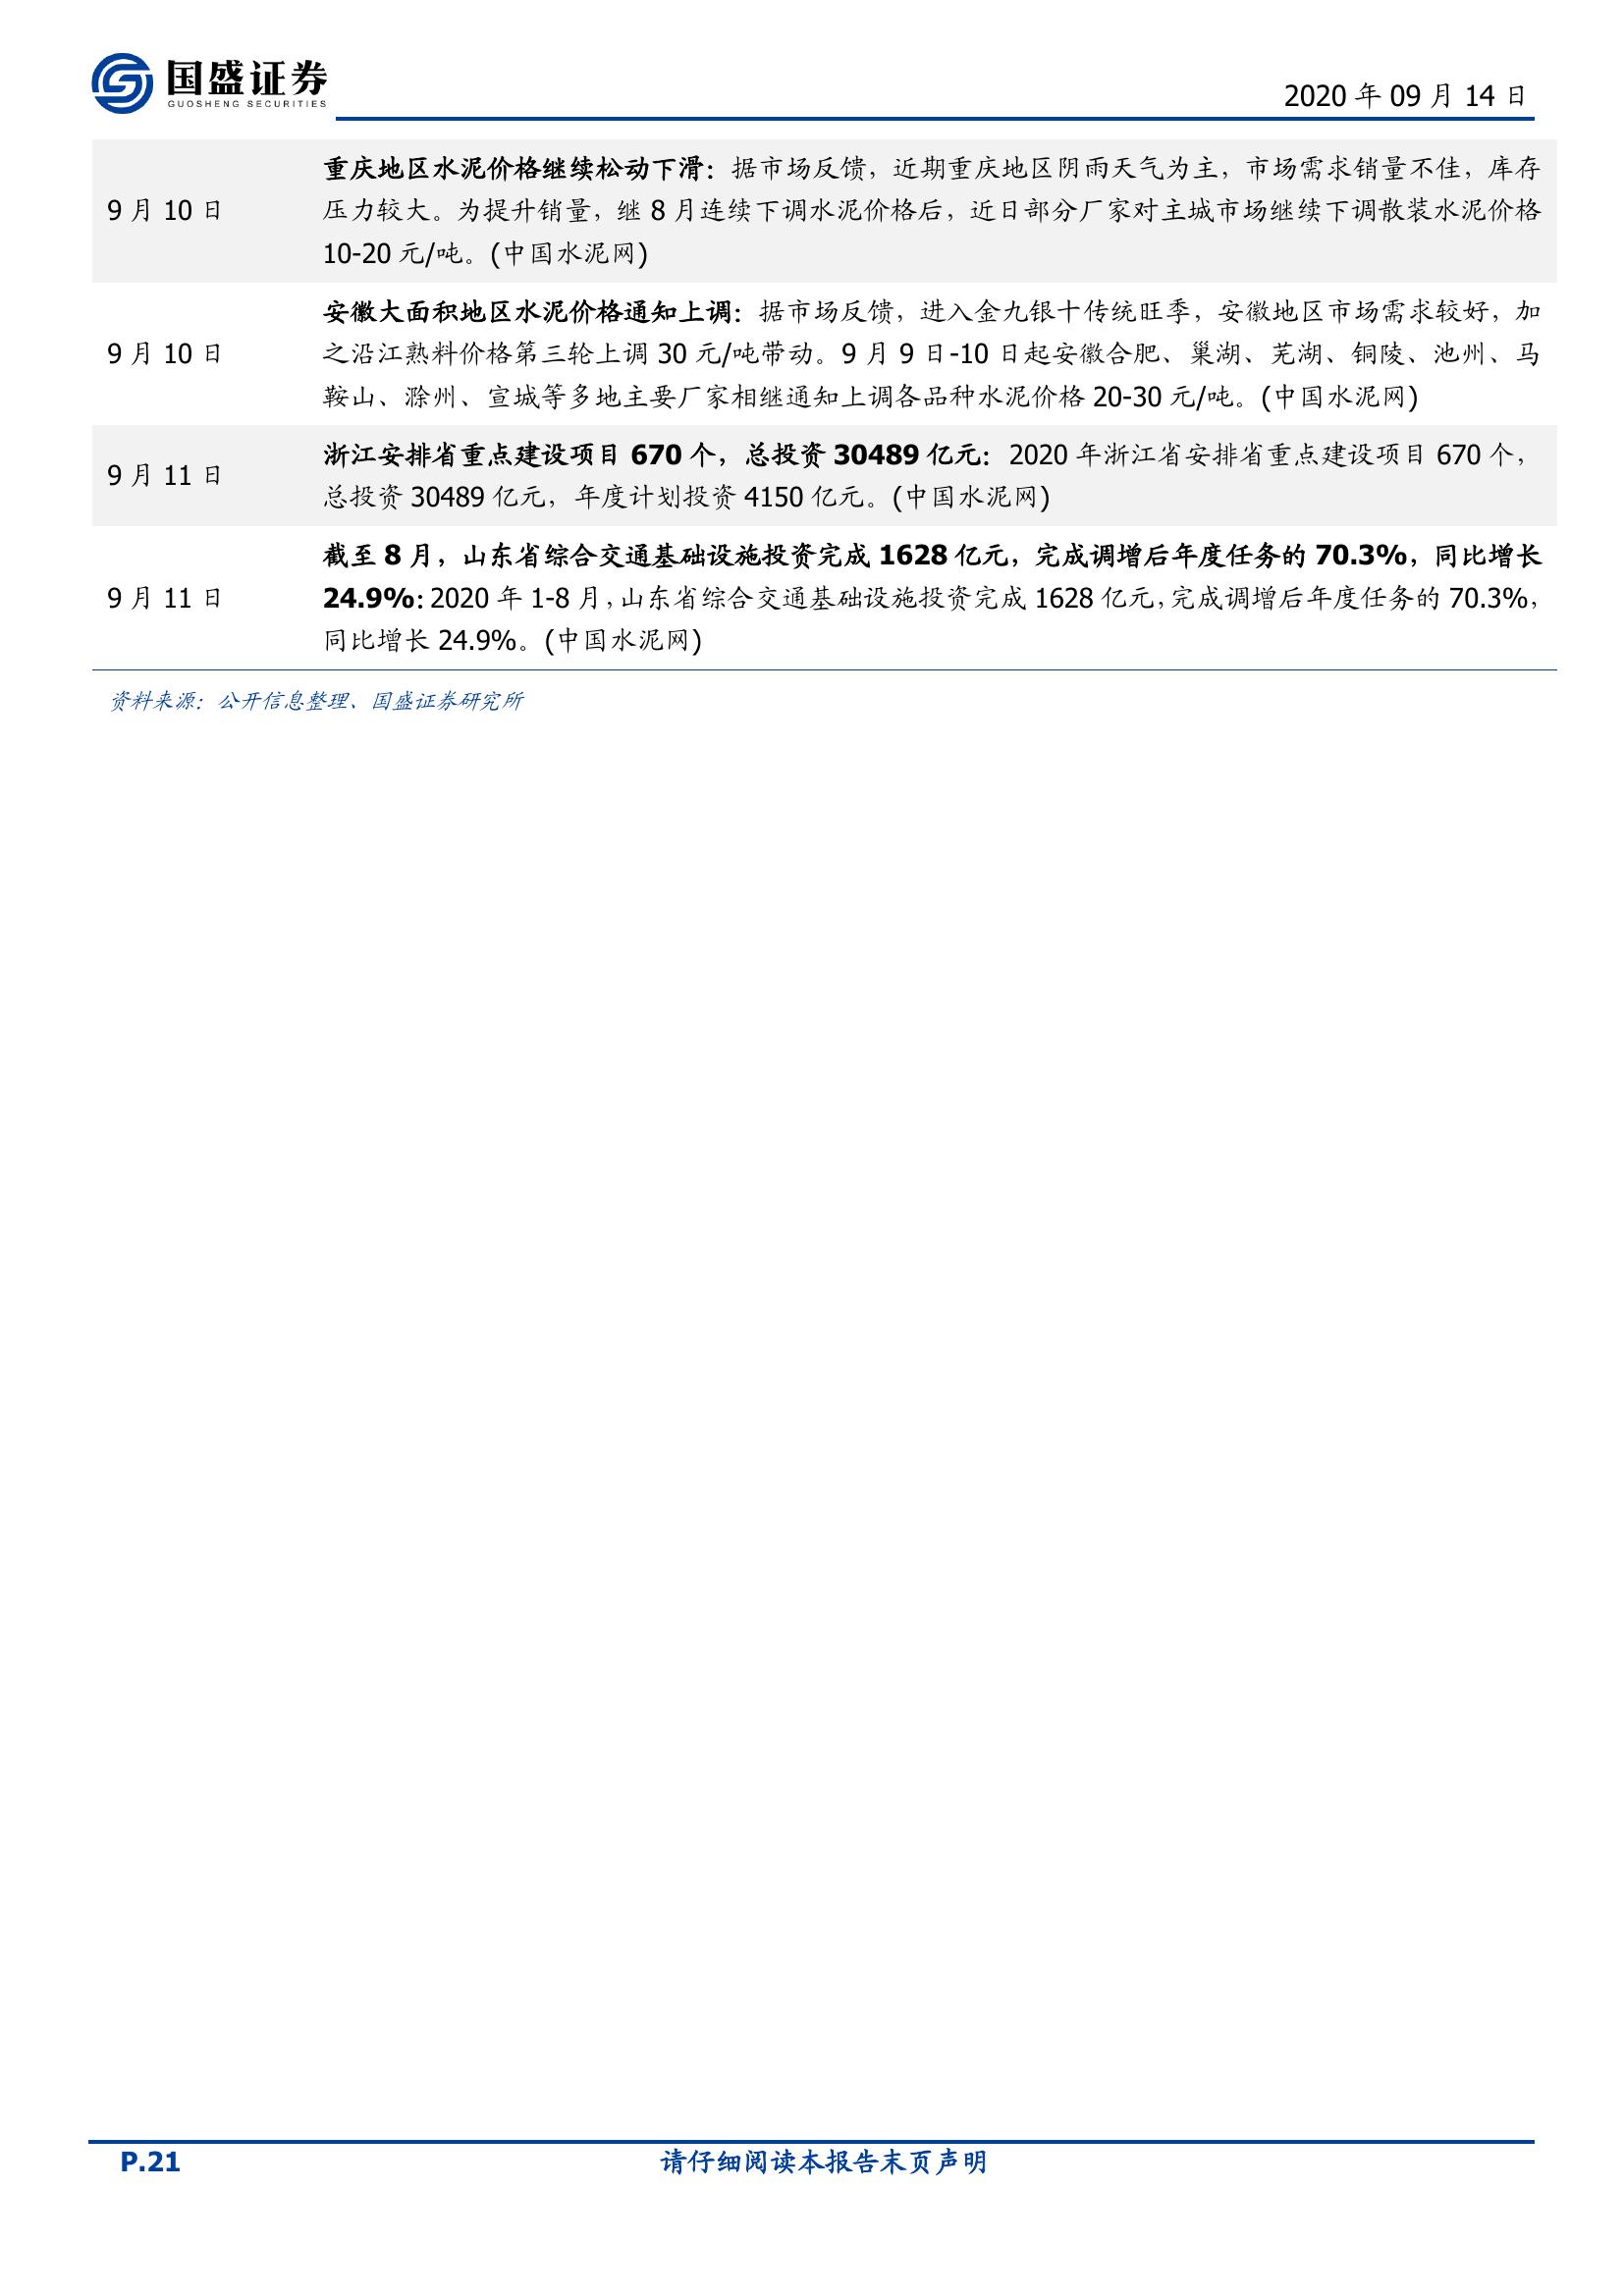 国盛证券
GUOSHENG SECURITIES
2020 年 09 月 14 日
9 月 10 日
重庆地区水泥价格继续松动下滑：据市场反馈，近期重庆地区阴雨天气为主，市场需求销量不佳，库存
压力较大。为提升销量，继 8 月连续下调水泥价格后，近日部分厂家对主城市场继续下调散装水泥价格
10-20 元/吨。(中国水泥网)
9 月 10 日
安徽大面积地区水泥价格通知上调：据市场反馈，进入金九银十传统旺季，安徽地区市场需求较好，加
之沿江熟料价格第三轮上调 30 元/吨带动。9 月 9 日-10 日起安徽合肥、巢湖、芜湖、铜陵、池州、马
鞍山、滁州、宣城等多地主要厂家相继通知上调各品种水泥价格 20-30 元/吨。(中国水泥网)
9 月 11 日
浙江安排省重点建设项目 670 个，总投资 30489 亿元：2020 年浙江省安排省重点建设项目 670 个，
总投资 30489 亿元，年度计划投资 4150 亿元。(中国水泥网)
9 月 11 日
截至 8 月，山东省综合交通基础设施投资完成 1628 亿元，完成调增后年度任务的 70.3%，同比增长
24.9%：2020 年 1-8 月，山东省综合交通基础设施投资完成 1628 亿元，完成调增后年度任务的 70.3%，
同比增长 24.9%。(中国水泥网)
资料来源：公开信息整理、国盛证券研究所
P.21
请仔细阅读本报告末页声明